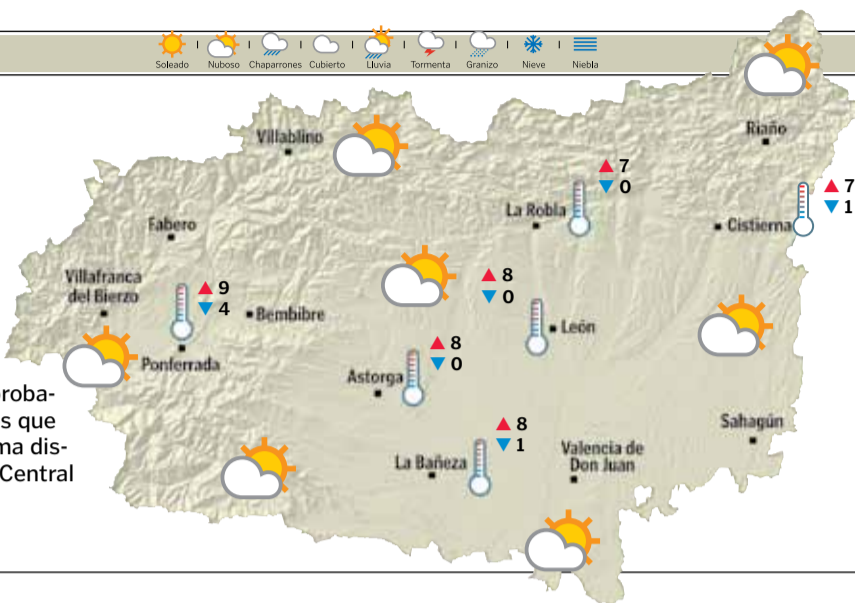 Soleado Nuboso Chaparrones Cubierto Lluvia Tormenta Granizo Nieve Niebla
Villablino
Riaño
7
0
La Robla
7
1
Cistierna
Fabero
Villafranca
del Bierzo
9
4
Bembibre
8
0
León
Ponferrada
8
0
Astorga
proba-
s que
ma dis-
Central
8
1
La Bañeza
Valencia de
Don Juan
Sahagún